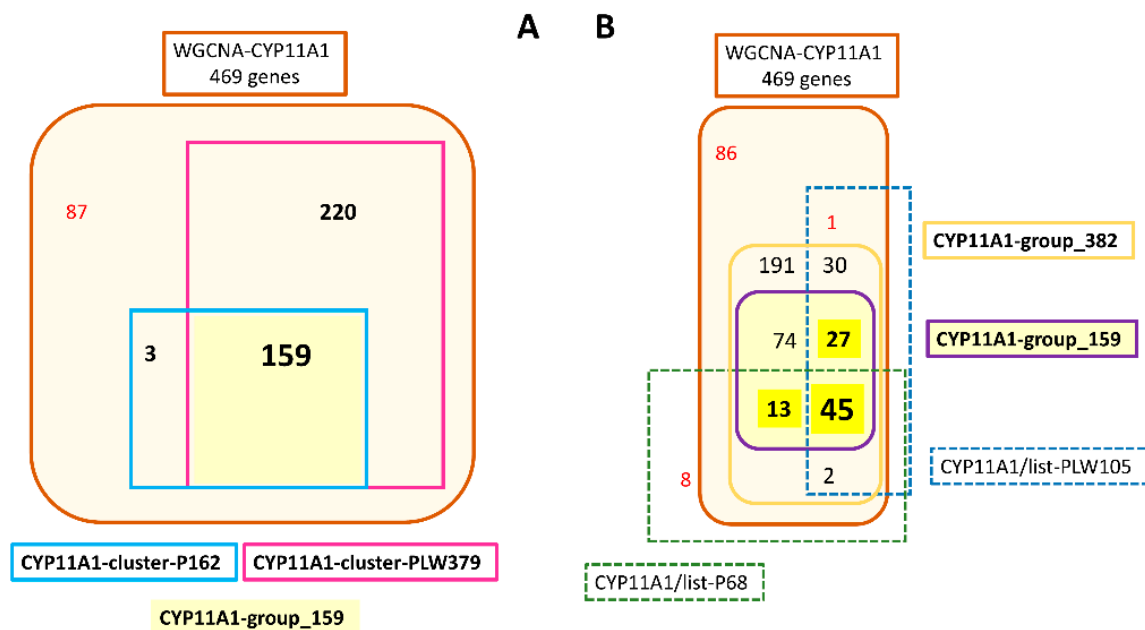 A
B
WGCNA-CYP11A1
469 genes
87
220
3
159
CYP11A1-cluster-P162
CYP11A1-cluster-PLW379
CYP11A1-group_159
WGCNA-CYP11A1
469 genes
86
1
191
30
74
27
13
45
8
2
CYP11A1-group_382
CYP11A1-group_159
CYP11A1/list-PLW105
CYP11A1/list-P68